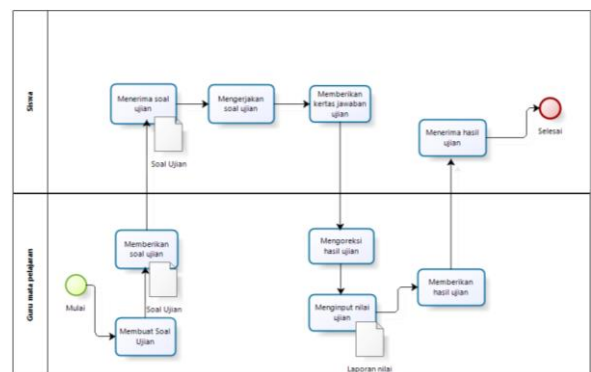 Siswa
Menerima soal
ujian
Soal Ujian
Mengerjakan
soal ujian
Memberikan
kertas jawaban
ujian
Menerima hasil
ujian
Selesai
Guru mata pelajaran
Mulai
Membuat Soal
Ujian
Memberikan
soal ujian
Soal Ujian
Mengoreksi
hasil ujian
Menginput nilai
ujian
Laporan nilai
Memberikan
hasil ujian